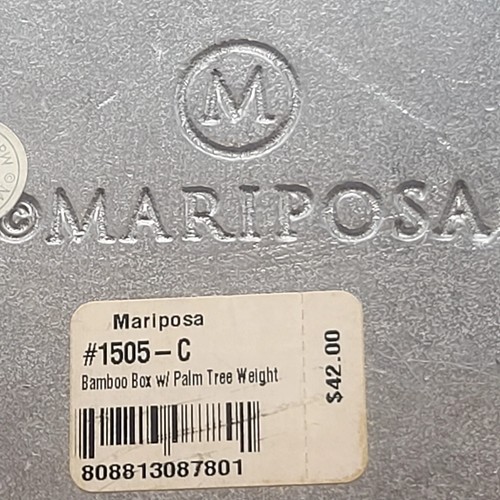 M
©MARIPOSA
Mariposa
#1505-C
Bamboo Box w/ Palm Tree Weight
808813087801
$42.00